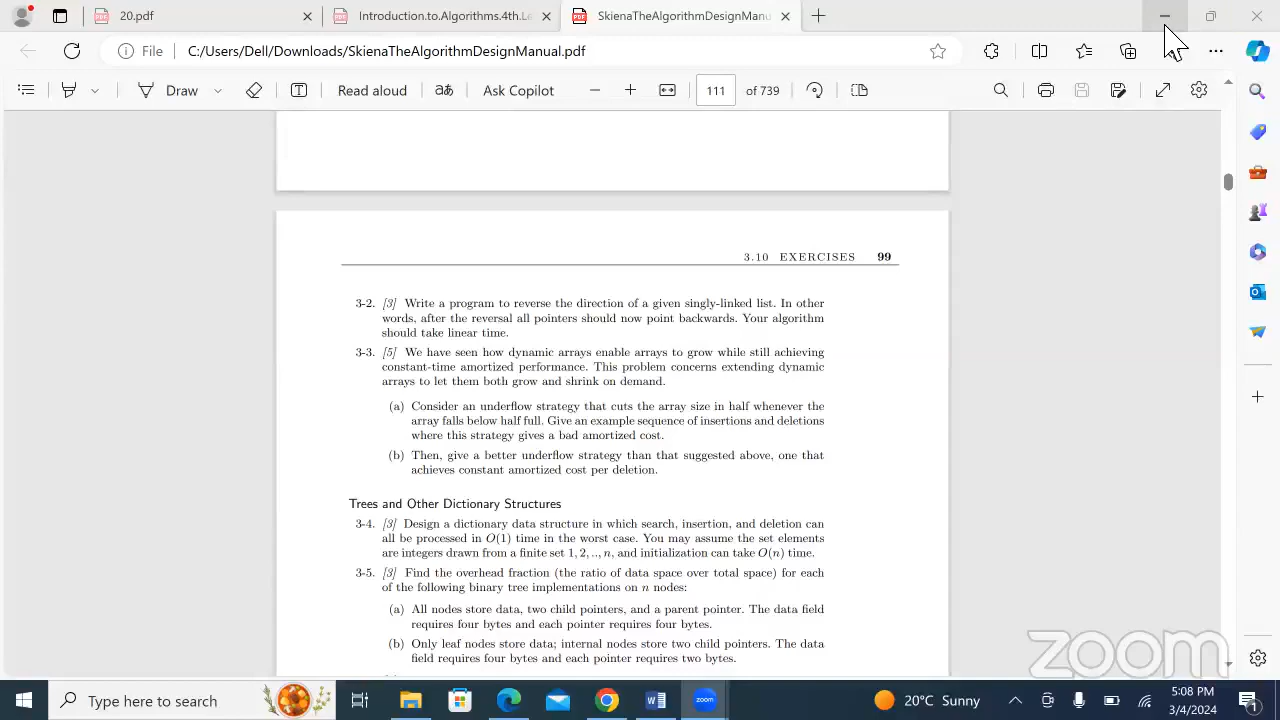 20.pdf
Introduction.to.Algorithms.4th.Le
SkienaTheAlgorithmDesignManu
File
C:/Users/Dell/Downloads/SkienaTheAlgorithmDesignManual.pdf
Draw
Read aloud
Ask Copilot
111
of 739
3.10 EXERCISES 99
3-2. [3] Write a program to reverse the direction of a given singly-linked list. In other
words, after the reversal all pointers should now point backwards. Your algorithm
should take linear time.
3-3. [5] We have seen how dynamic arrays enable arrays to grow while still achieving
constant-time amortized performance. This problem concerns extending dynamic
arrays to let them both grow and shrink on demand.
(a) Consider an underflow strategy that cuts the array size in half whenever the
array falls below half full. Give an example sequence of insertions and deletions
where this strategy gives a bad amortized cost.
(b) Then, give a better underflow strategy than that suggested above, one that
achieves constant amortized cost per deletion.
Trees and Other Dictionary Structures
3-4. [3] Design a dictionary data structure in which search, insertion, and deletion can
all be processed in O(1) time in the worst case. You may assume the set elements
are integers drawn from a finite set 1, 2, .., n, and initialization can take O(n) time.
3-5. [3] Find the overhead fraction (the ratio of data space over total space) for each
of the following binary tree implementations on n nodes:
(a) All nodes store data, two child pointers, and a parent pointer. The data field
requires four bytes and each pointer requires four bytes.
(b) Only leaf nodes store data; internal nodes store two child pointers. The data
field requires four bytes and each pointer requires two bytes.
zoom
Type here to search
zoom
20°C Sunny
5:08 PM
3/4/2024
1